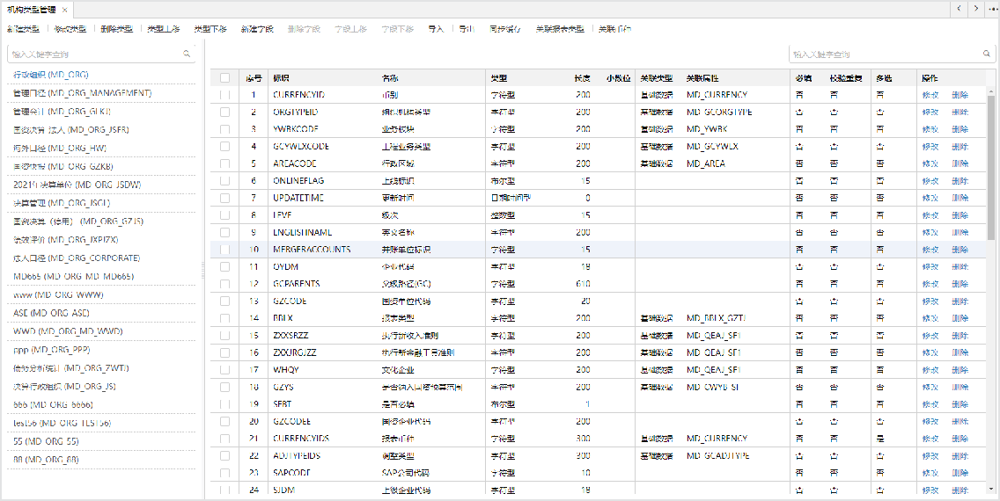 机构类型管理 ×
新建类型 修改类型 删除类型 类型上移 类型下移 新建字段 删除字段 字段上移 字段下移 导入 导出 同步缓存 关联报表类型 关联币种
输入关键字查询
输入关键字查询
行政组织 (MD_ORG)
管理口径 (MD_ORG_MANAGEMENT)
管理会计 (MD_ORG_GLKJ)
国资决算-法人 (MD_ORG_JSFR)
海外口径 (MD_ORG_HW)
国资快报 (MD_ORG_GZKB)
2021年决算单位 (MD_ORG_JSDW)
决算管理 (MD_ORG_JSGL)
国资决算（停用） (MD_ORG_GZJS)
绩效评价 (MD_ORG_JXPJZX)
法人口径 (MD_ORG_CORPORATE)
MD665 (MD_ORG_MD_MD665)
www (MD_ORG_WWW)
ASE (MD_ORG_ASE)
WWD (MD_ORG_MD_WWD)
ppp (MD_ORG_PPP)
债务分析统计 (MD_ORG_ZWTJ)
决算行政组织 (MD_ORG_JS)
666 (MD_ORG_6666)
test56 (MD_ORG_TEST56)
55 (MD_ORG_55)
88 (MD_ORG_88)
序号 标识 名称 类型 长度 小数位 关联类型 关联属性 必填 校验重复 多选 操作
1 CURRENCYID 币别 字符型 200 基础数据 MD_CURRENCY 否 否 否 修改 删除
2 ORGTYPEID 组织机构类型 字符型 200 基础数据 MD_GCORGTYPE 否 否 否 修改 删除
3 YWBKCODE 业务板块 字符型 200 基础数据 MD_YWBK 否 否 否 修改 删除
4 GCYWLXCODE 工程业务类型 字符型 200 基础数据 MD_GCYWLX 否 否 否 修改 删除
5 AREACODE 行政区域 字符型 200 基础数据 MD_AREA 否 否 否 修改 删除
6 ONLINEFLAG 上线标识 布尔型 15 否 否 否 修改 删除
7 UPDATETIME 更新时间 日期时间型 0 否 否 否 修改 删除
8 LEVE 级次 整数型 15 否 否 否 修改 删除
9 ENGLISHNAME 英文名称 字符型 200 否 否 否 修改 删除
10 MERGERACCOUNTS 并账单位标识 字符型 15 否 否 否 修改 删除
11 QYDM 企业代码 字符型 18 否 否 否 修改 删除
12 GCPARENTS 父级路径(GC) 字符型 610 否 否 否 修改 删除
13 GZCODE 国资单位代码 字符型 20 否 否 否 修改 删除
14 BBLX 报表类型 字符型 200 基础数据 MD_BBLX_GZTJ 否 否 否 修改 删除
15 ZXXSRZZ 执行新收入准则 字符型 200 基础数据 MD_QEAJ_SF1 否 否 否 修改 删除
16 ZXXJRGJZZ 执行新金融工具准则 字符型 200 基础数据 MD_QEAJ_SF1 否 否 否 修改 删除
17 WHQY 文化企业 字符型 200 基础数据 MD_QEAJ_SF1 否 否 否 修改 删除
18 GZYS 是否纳入国资预算范围 字符型 200 基础数据 MD_CWYB_SF 否 否 否 修改 删除
19 SFBT 是否必填 布尔型 1 否 否 否 修改 删除
20 GZCODEE 国资企业代码 字符型 200 否 否 否 修改 删除
21 CURRENCYIDS 报表币种 字符型 300 基础数据 MD_CURRENCY 否 否 是 修改 删除
22 ADJTYPEIDS 调整类型 字符型 300 基础数据 MD_GCADJTYPE 否 否 否 修改 删除
23 SAPCODE SAP公司代码 字符型 10 否 否 否 修改 删除
24 SJDM 上级企业代码 字符型 18 否 否 否 修改 删除